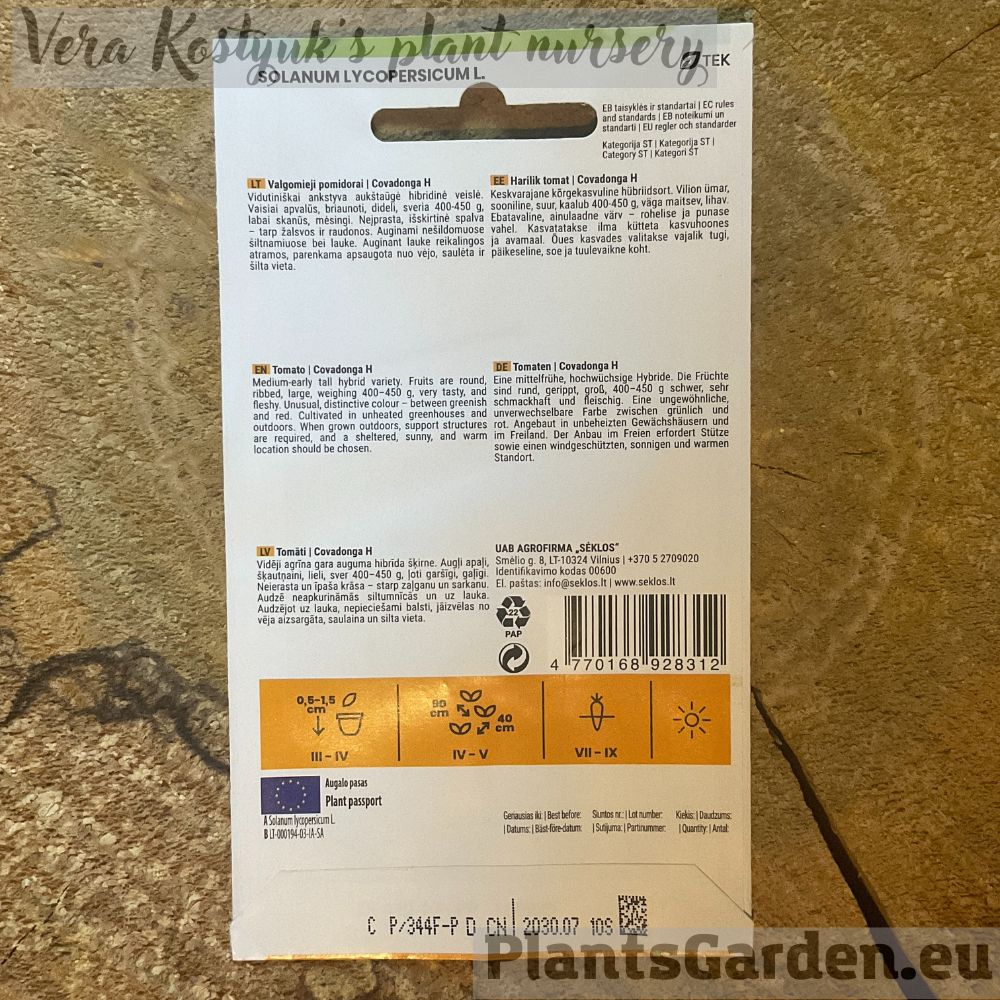 Vera Kostyuk's plant nursery
SOLANUM LYCOPERSICUM L.
TEK
EB taisyklės ir standartai | EC rules
and standards | EB noteikumi un
standarti | EU regler och standarder
Kategorija ST | Kategorija ST |
Category ST | Kategori ST
LT Valgomieji pomidorai | Covadonga H
Vidutiniškai ankstyva aukštaūgė hibridinė veislė.
Vaisiai apvalūs, briaunoti, dideli, sveria 400-450 g,
labai skanūs, mėsingi. Neįprasta, išskirtinė spalva
– tarp žalsvos ir raudonos. Auginami nešildomuose
šiltnamiuose bei lauke. Auginant lauke reikalingos
atramos, parenkama apsaugota nuo vėjo, saulėta ir
šilta vieta.
EE Harilik tomat | Covadonga H
Keskvarajane kõrgekasvuline hübriidsort. Vilion ümar,
sooniline, suur, kaalub 400-450 g, väga maitsev, lihav.
Ebatavaline, ainulaadne värv – rohelise ja punase
vahel. Kasvatatakse ilma kütteta kasvuhoones
ja avamaal. Õues kasvades valitakse vajalik tugi,
päikeseline, soe ja tuulevaikne koht.
EN Tomato | Covadonga H
Medium-early tall hybrid variety. Fruits are round,
ribbed, large, weighing 400–450 g, very tasty, and
fleshy. Unusual, distinctive colour – between greenish
and red. Cultivated in unheated greenhouses and
outdoors. When grown outdoors, support structures
are required, and a sheltered, sunny, and warm
location should be chosen.
DE Tomaten | Covadonga H
Eine mittelfrühe, hochwüchsige Hybride. Die Früchte
sind rund, gerippt, groß, 400–450 g schwer, sehr
schmackhaft und fleischig. Eine ungewöhnliche,
unverwechselbare Farbe zwischen grünlich und
rot. Angebaut in unbeheizten Gewächshäusern und
im Freiland. Der Anbau im Freien erfordert Stütze
sowie einen windgeschützten, sonnigen und warmen
Standort.
LV Tomāti | Covadonga H
Vidēji agrīna gara auguma hibrīda šķirne. Augļi apaļi,
šķautņaini, lieli, sver 400–450 g, ļoti garšīgi, gaļīgi.
Neierasta un īpaša krāsa – starp zaļganu un sarkanu.
Audzē neapkurināmās siltumnīcās un uz lauka.
Audzējot uz lauka, nepieciešami balsti, jāizvēlas no
vēja aizsargāta, saulaina un silta vieta.
UAB AGROFIRMA „SĖKLOS“
Smėlio g. 8, LT-10324 Vilnius | +370 5 2709020
Identifikavimo kodas 00600
El. paštas: info@seklos.lt | www.seklos.lt
22
PAP
4 770168 928312
0,5-1,5
cm
III – IV
90
cm
40
cm
IV – V
VII – IX
Augalo pasas
Plant passport
A Solanum lycopersicum L.
B LT-000194-03-IA-SA
Geriausias iki: | Best before:
| Datums: | Bäst-före-datum:
Siuntos nr.: | Lot number:
| Sutijuma: | Partinummer:
Kiekis: | Daudzums:
| Quantity: | Antal:
C P/344F-P D CN 2030.07 10S
PlantsGarden.eu